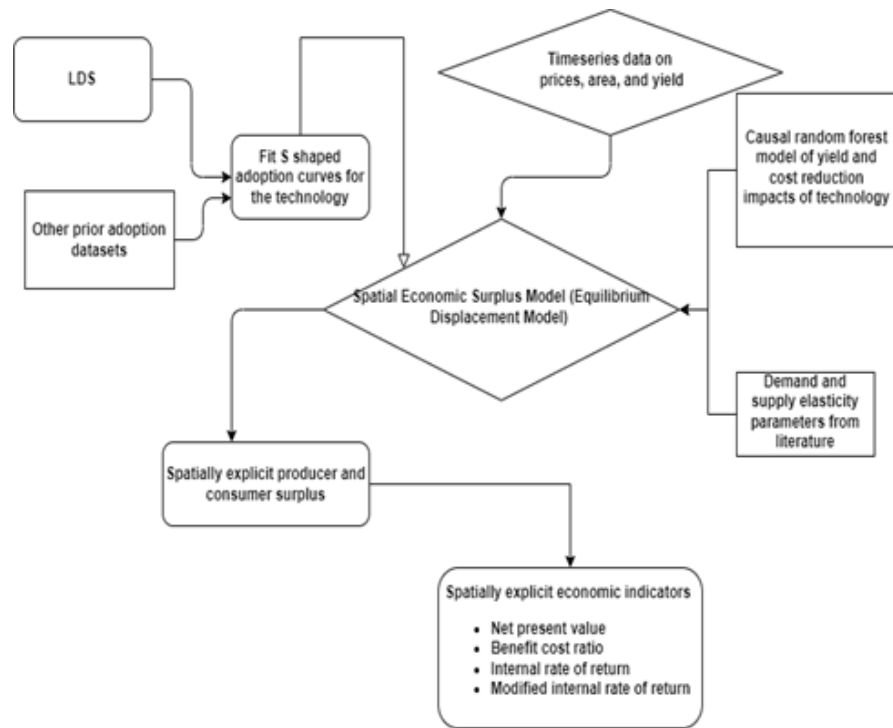 LDS
Timeseries data on
prices, area, and yield
Fit S shaped
adoption curves for
the technology
Causal random forest
model of yield and
cost reduction
impacts of technology
Other prior adoption
datasets
Spatial Economic Surplus Model (Equilibrium
Displacement Model)
Demand and
supply elasticity
parameters from
literature
Spatially explicit producer and
consumer surplus
Spatially explicit economic indicators
• Net present value
• Benefit cost ratio
• Internal rate of return
• Modified internal rate of return